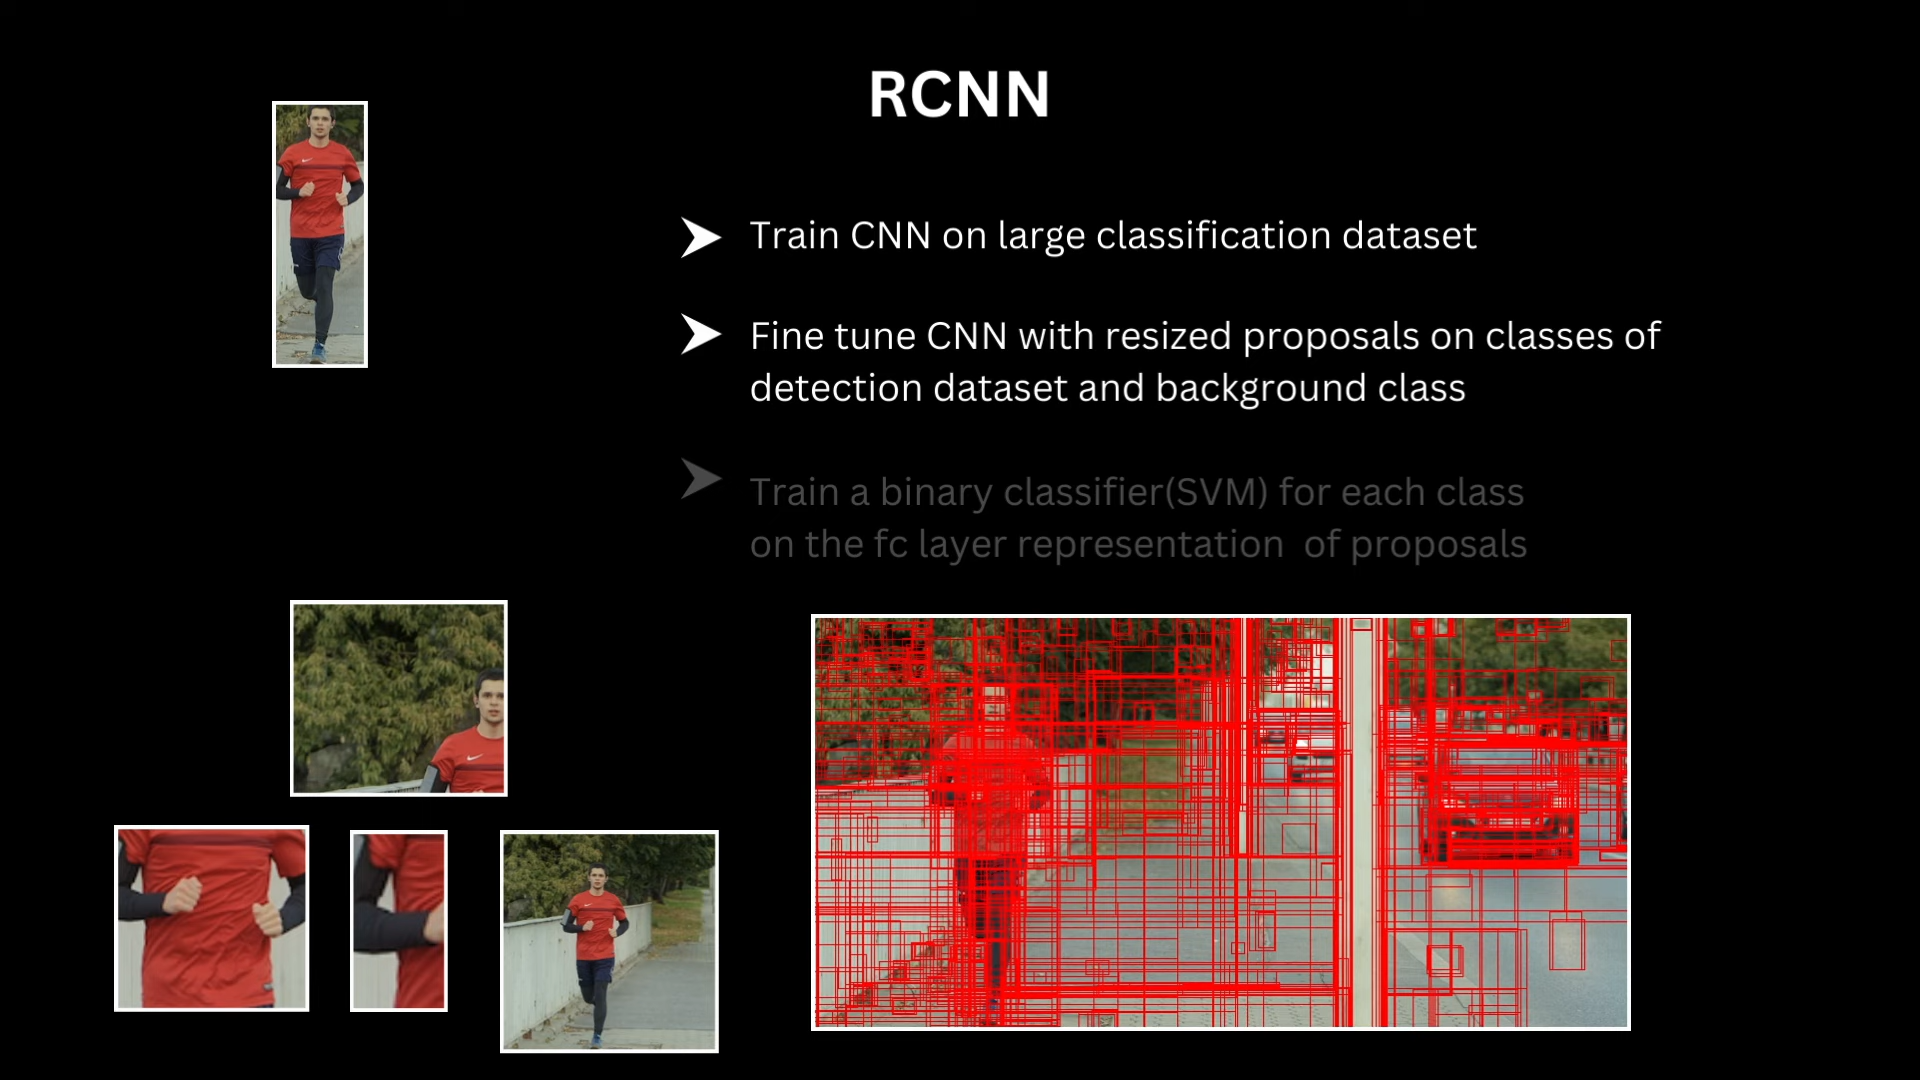 RCNN
Train CNN on large classification dataset
Fine tune CNN with resized proposals on classes of
detection dataset and background class
Train a binary classifier(SVM) for each class
on the fc layer representation  of proposals